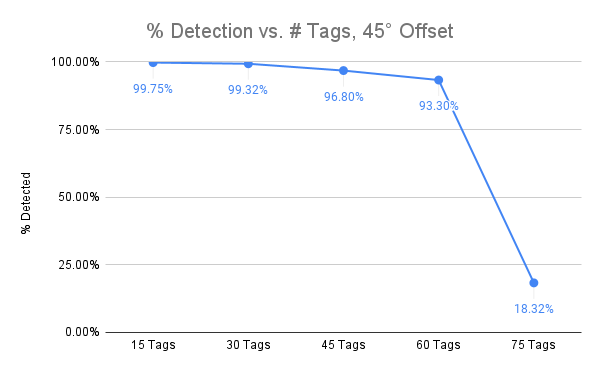 % Detection vs. # Tags, 45° Offset
% Detected
100.00%
75.00%
50.00%
25.00%
0.00%
99.75%
99.32%
96.80%
93.30%
18.32%
15 Tags
30 Tags
45 Tags
60 Tags
75 Tags